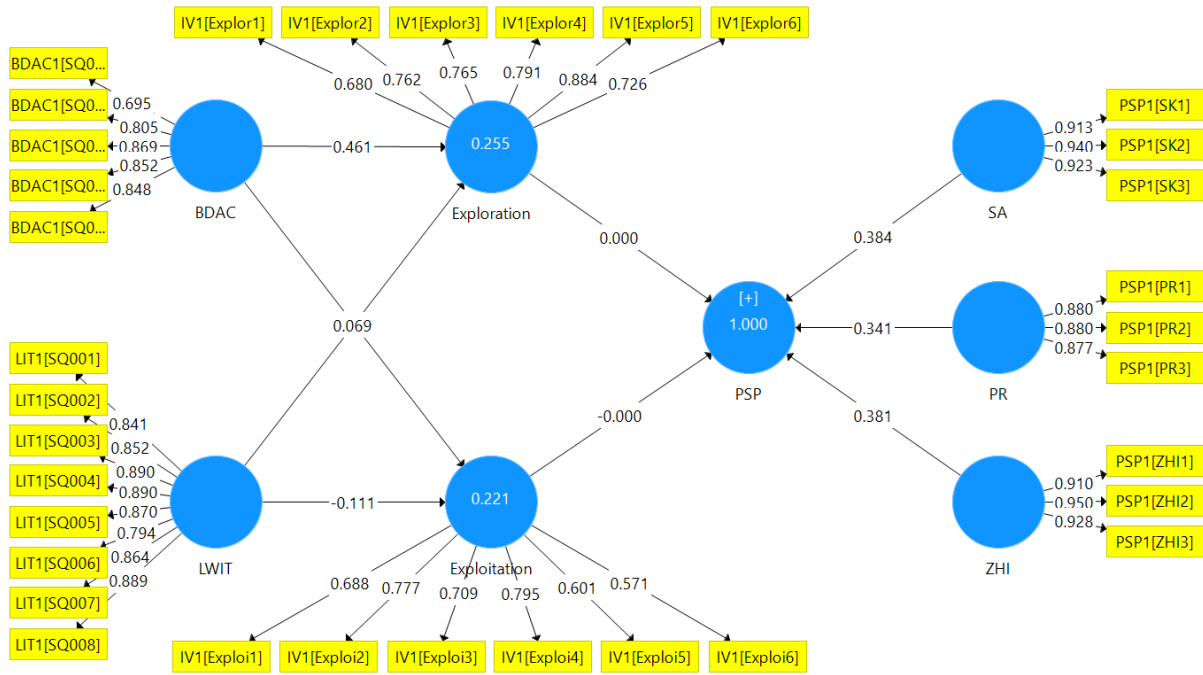 IV1[Explor1] IV1[Explor2] IV1[Explor3] IV1[Explor4] IV1[Explor5] IV1[Explor6]
0.680 0.762 0.765 0.791 0.884 0.726
BDAC1[SQ0...
BDAC1[SQ0...
BDAC1[SQ0...
BDAC1[SQ0...
BDAC1[SQ0...
0.695
0.805
0.869
0.852
0.848
BDAC
0.461
0.255
Exploration
PSP1[SK1]
PSP1[SK2]
PSP1[SK3]
0.913
0.940
0.923
SA
0.000
0.384
0.069
[+]
1.000
PSP
0.341
PSP1[PR1]
PSP1[PR2]
PSP1[PR3]
0.880
0.880
0.877
PR
-0.000
0.381
LIT1[SQ001]
LIT1[SQ002]
LIT1[SQ003]
LIT1[SQ004]
LIT1[SQ005]
LIT1[SQ006]
LIT1[SQ007]
LIT1[SQ008]
0.841
0.852
0.890
0.890
0.870
0.794
0.864
0.889
LWIT
-0.111
0.221
Exploitation
PSP1[ZHI1]
PSP1[ZHI2]
PSP1[ZHI3]
0.910
0.950
0.928
ZHI
0.688 0.777 0.709 0.795 0.601 0.571
IV1[Exploi1] IV1[Exploi2] IV1[Exploi3] IV1[Exploi4] IV1[Exploi5] IV1[Exploi6]